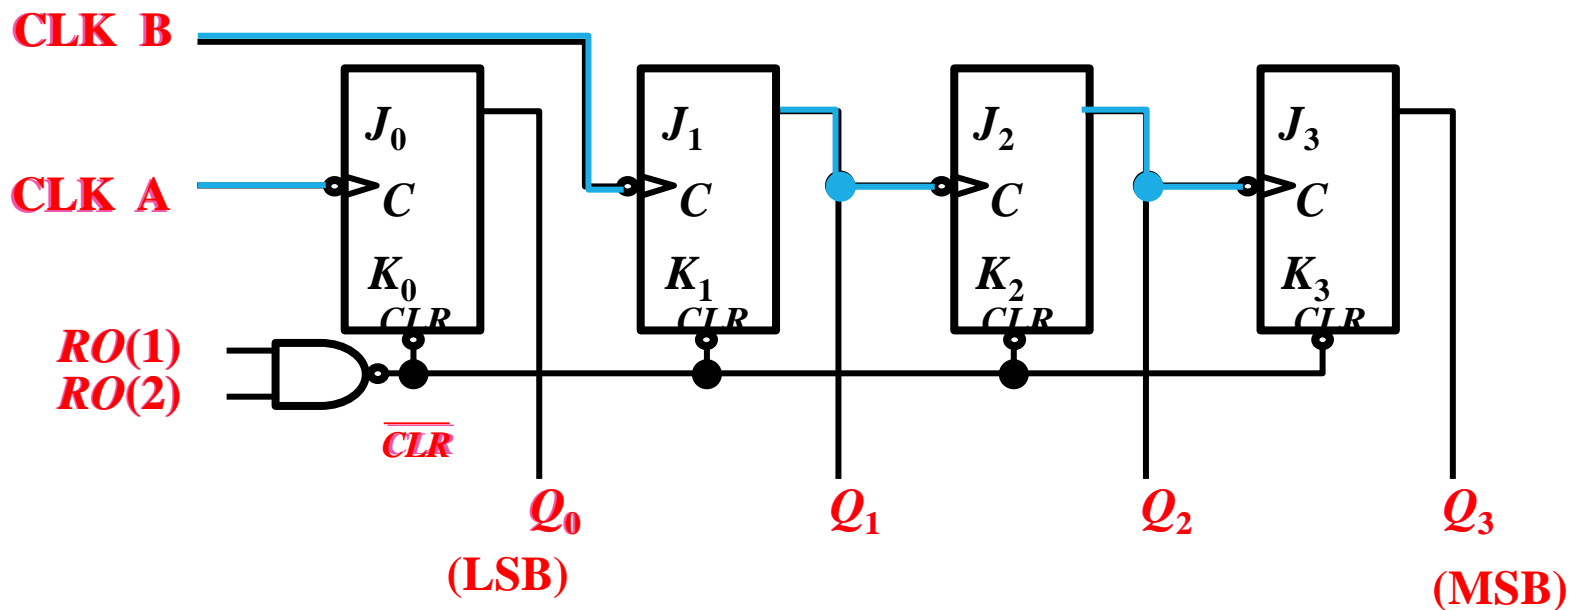 CLK B
J0 J1 J2 J3
CLK A
C C C C
K0 K1 K2 K3
CLR CLR CLR CLR
RO(1)
RO(2)
CLR
Q0 Q1 Q2 Q3
(LSB)
(MSB)